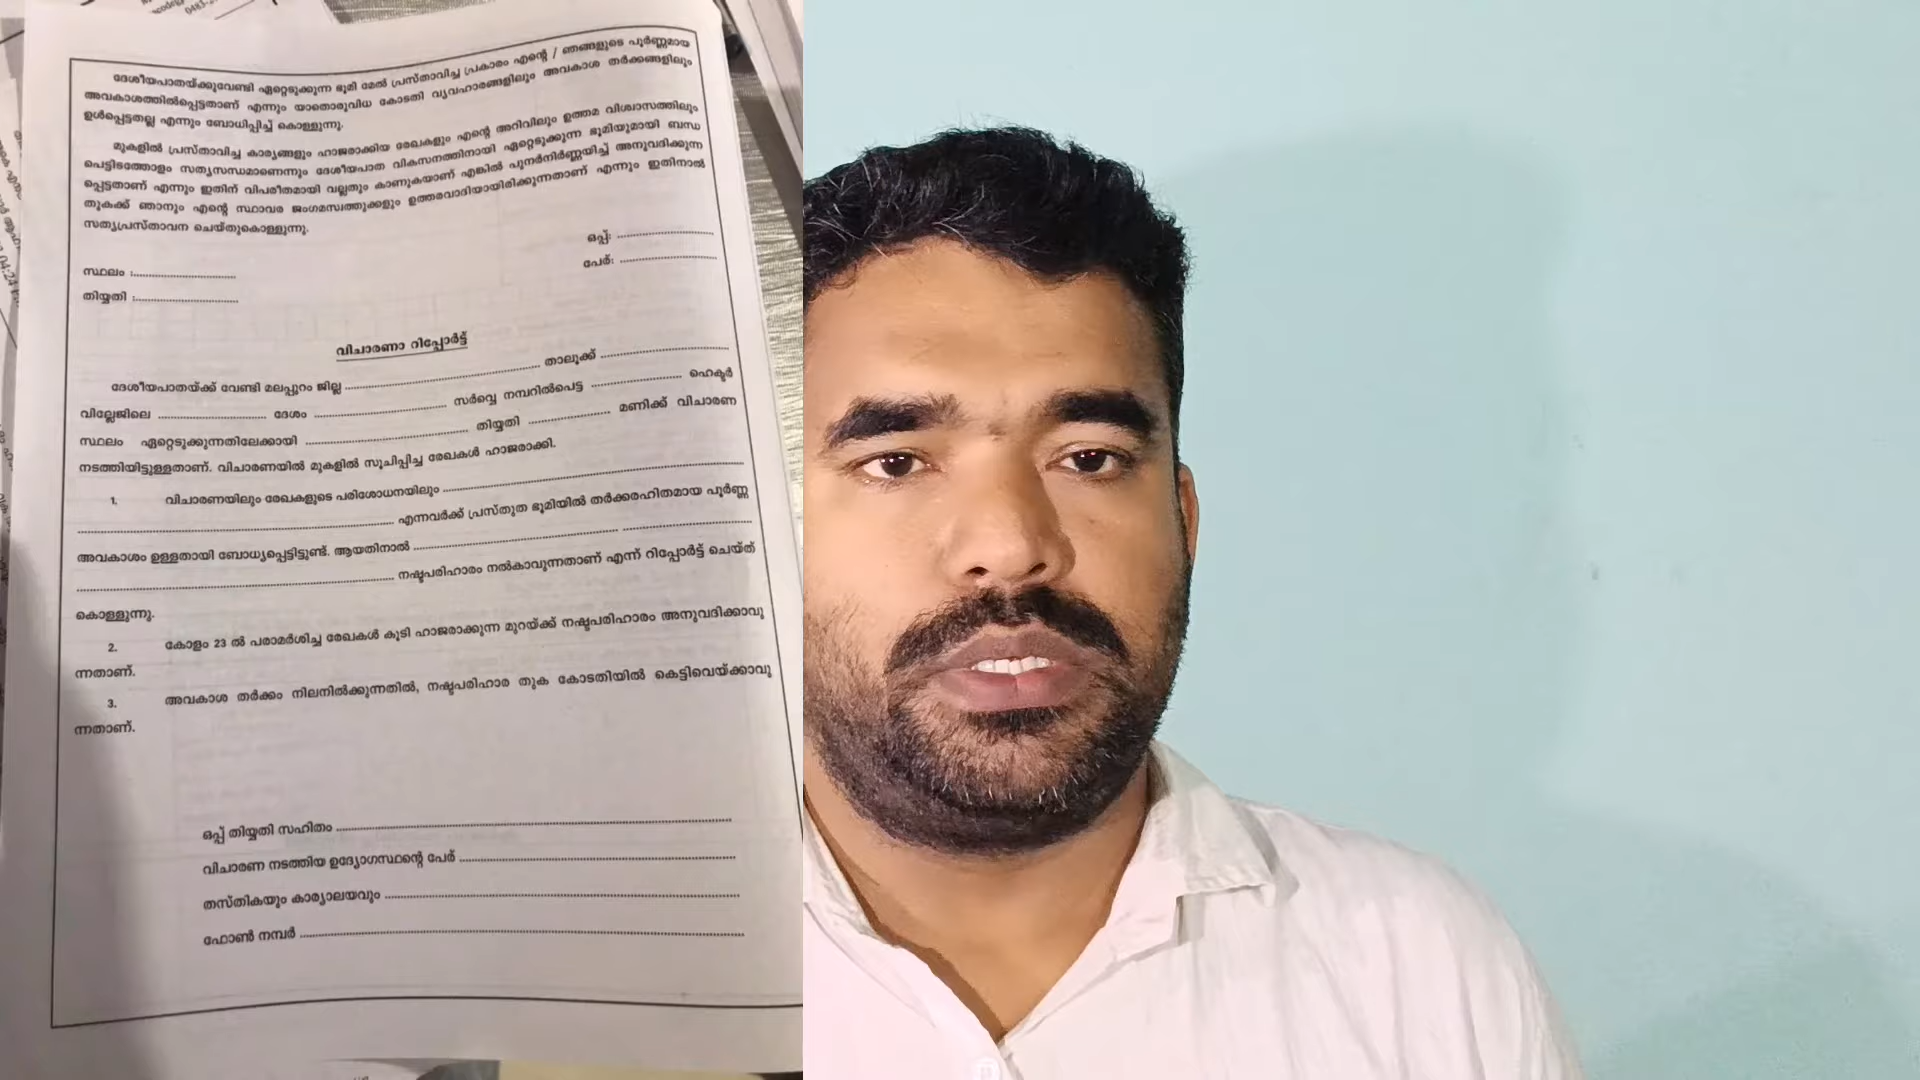 ദേശീയപാതയ്ക്കുവേണ്ടി ഏറ്റെടുക്കുന്ന ഭൂമി മേൽ പ്രസ്താവിച്ച പ്രകാരം എന്റെ / ഞങ്ങളുടെ പൂർണ്ണമായ
അവകാശത്തിൽപ്പെട്ടതാണ് എന്നും യാതൊരുവിധ കോടതി വ്യവഹാരങ്ങളിലും അവകാശ തർക്കങ്ങളിലും
ഉൾപ്പെട്ടതല്ല എന്നും ബോധിപ്പിച്ച് കൊള്ളുന്നു.
മുകളിൽ പ്രസ്താവിച്ച കാര്യങ്ങളും ഹാജരാക്കിയ രേഖകളും എന്റെ അറിവിലും ഉത്തമ വിശ്വാസത്തിലും
പെട്ടിടത്തോളം സത്യസന്ധമാണെന്നും ദേശീയപാത വികസനത്തിനായി ഏറ്റെടുക്കുന്ന ഭൂമിയുമായി ബന്ധ
പ്പെട്ടതാണ് എന്നും ഇതിന് വിപരീതമായി വല്ലതും കാണുകയാണ് എങ്കിൽ പുനർനിർണ്ണയിച്ച് അനുവദിക്കുന്ന
തുകക്ക് ഞാനും എന്റെ സ്ഥാവര ജംഗമസ്വത്തുക്കളും ഉത്തരവാദിയായിരിക്കുന്നതാണ് എന്നും ഇതിനാൽ
സത്യപ്രസ്താവന ചെയ്തുകൊള്ളുന്നു.
ഒപ്പ്: ........................
പേര്: ........................
സ്ഥലം :........................
തിയ്യതി :........................
വിചാരണാ റിപ്പോർട്ട്
ദേശീയപാതയ്ക്ക് വേണ്ടി മലപ്പുറം ജില്ല ........................ താലൂക്ക് ........................
വില്ലേജിലെ ........................ ദേശം ........................ സർവ്വെ നമ്പറിൽപെട്ട ........................ ഹെക്ടർ
സ്ഥലം ഏറ്റെടുക്കുന്നതിലേക്കായി ........................ തിയ്യതി ........................ മണിക്ക് വിചാരണ
നടത്തിയിട്ടുള്ളതാണ്. വിചാരണയിൽ മുകളിൽ സൂചിപ്പിച്ച രേഖകൾ ഹാജരാക്കി.
1. വിചാരണയിലും രേഖകളുടെ പരിശോധനയിലും ........................
........................ എന്നവർക്ക് പ്രസ്തുത ഭൂമിയിൽ തർക്കരഹിതമായ പൂർണ്ണ
അവകാശം ഉള്ളതായി ബോധ്യപ്പെട്ടിട്ടുണ്ട്. ആയതിനാൽ ........................
........................ നഷ്ടപരിഹാരം നൽകാവുന്നതാണ് എന്ന് റിപ്പോർട്ട് ചെയ്ത്
കൊള്ളുന്നു.
2. കോളം 23 ൽ പരാമർശിച്ച രേഖകൾ കൂടി ഹാജരാക്കുന്ന മുറയ്ക്ക് നഷ്ടപരിഹാരം അനുവദിക്കാവു
ന്നതാണ്.
3. അവകാശ തർക്കം നിലനിൽക്കുന്നതിൽ, നഷ്ടപരിഹാര തുക കോടതിയിൽ കെട്ടിവെയ്ക്കാവു
ന്നതാണ്.
ഒപ്പ് തിയ്യതി സഹിതം ........................
വിചാരണ നടത്തിയ ഉദ്യോഗസ്ഥന്റെ പേര് ........................
തസ്തികയും കാര്യാലയവും ........................
ഫോൺ നമ്പർ ........................